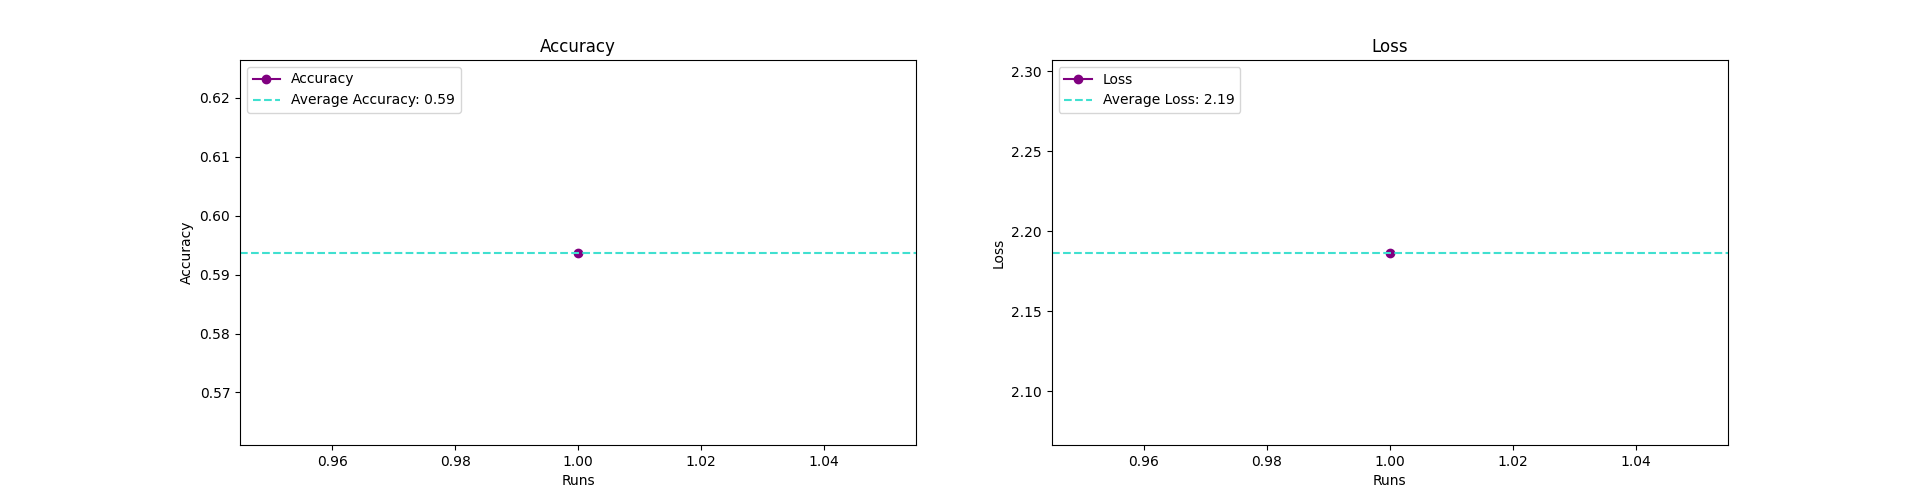 Accuracy
Accuracy
Average Accuracy: 0.59
0.62
0.61
0.60
0.59
0.58
0.57
Accuracy
0.96 0.98 1.00 1.02 1.04
Runs
Loss
Loss
Average Loss: 2.19
2.30
2.25
2.20
2.15
2.10
Loss
0.96 0.98 1.00 1.02 1.04
Runs